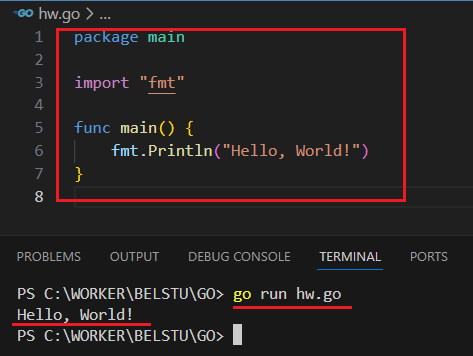 GO hw.go > ...
1 package main
2
3 import "fmt"
4
5 func main() {
6     fmt.Println("Hello, World!")
7 }
8
PROBLEMS OUTPUT DEBUG CONSOLE TERMINAL PORTS
PS C:\WORKER\BELSTU\GO> go run hw.go
Hello, World!
PS C:\WORKER\BELSTU\GO>